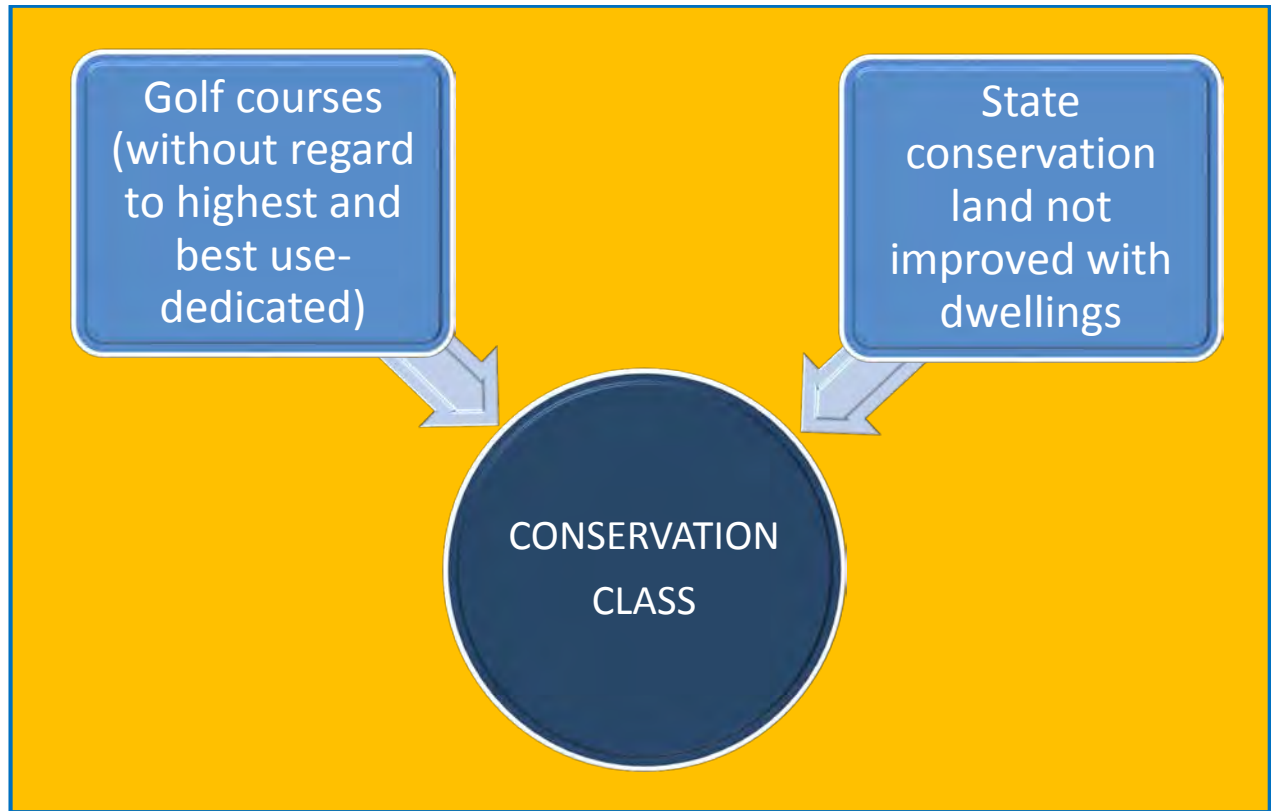 Golf courses
(without regard
to highest and
best use-
dedicated)
State
conservation
land not
improved with
dwellings
CONSERVATION
CLASS